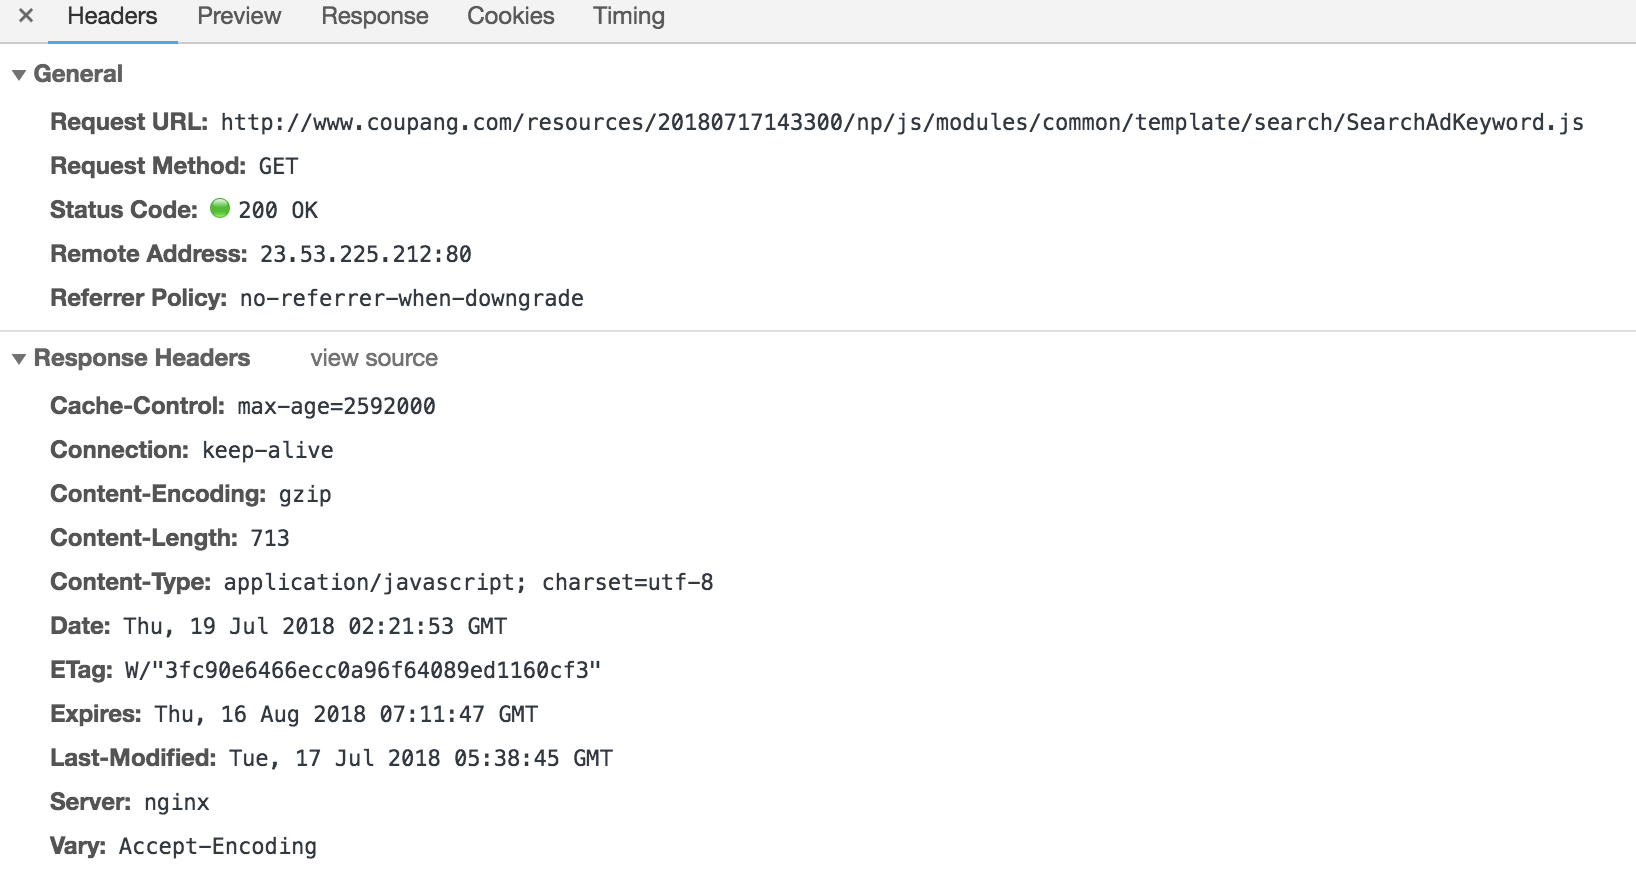 × Headers Preview Response Cookies Timing
▼ General
Request URL: http://www.coupang.com/resources/20180717143300/np/js/modules/common/template/search/SearchAdKeyword.js
Request Method: GET
Status Code: 200 OK
Remote Address: 23.53.225.212:80
Referrer Policy: no-referrer-when-downgrade
▼ Response Headers view source
Cache-Control: max-age=2592000
Connection: keep-alive
Content-Encoding: gzip
Content-Length: 713
Content-Type: application/javascript; charset=utf-8
Date: Thu, 19 Jul 2018 02:21:53 GMT
ETag: W/"3fc90e6466ecc0a96f64089ed1160cf3"
Expires: Thu, 16 Aug 2018 07:11:47 GMT
Last-Modified: Tue, 17 Jul 2018 05:38:45 GMT
Server: nginx
Vary: Accept-Encoding